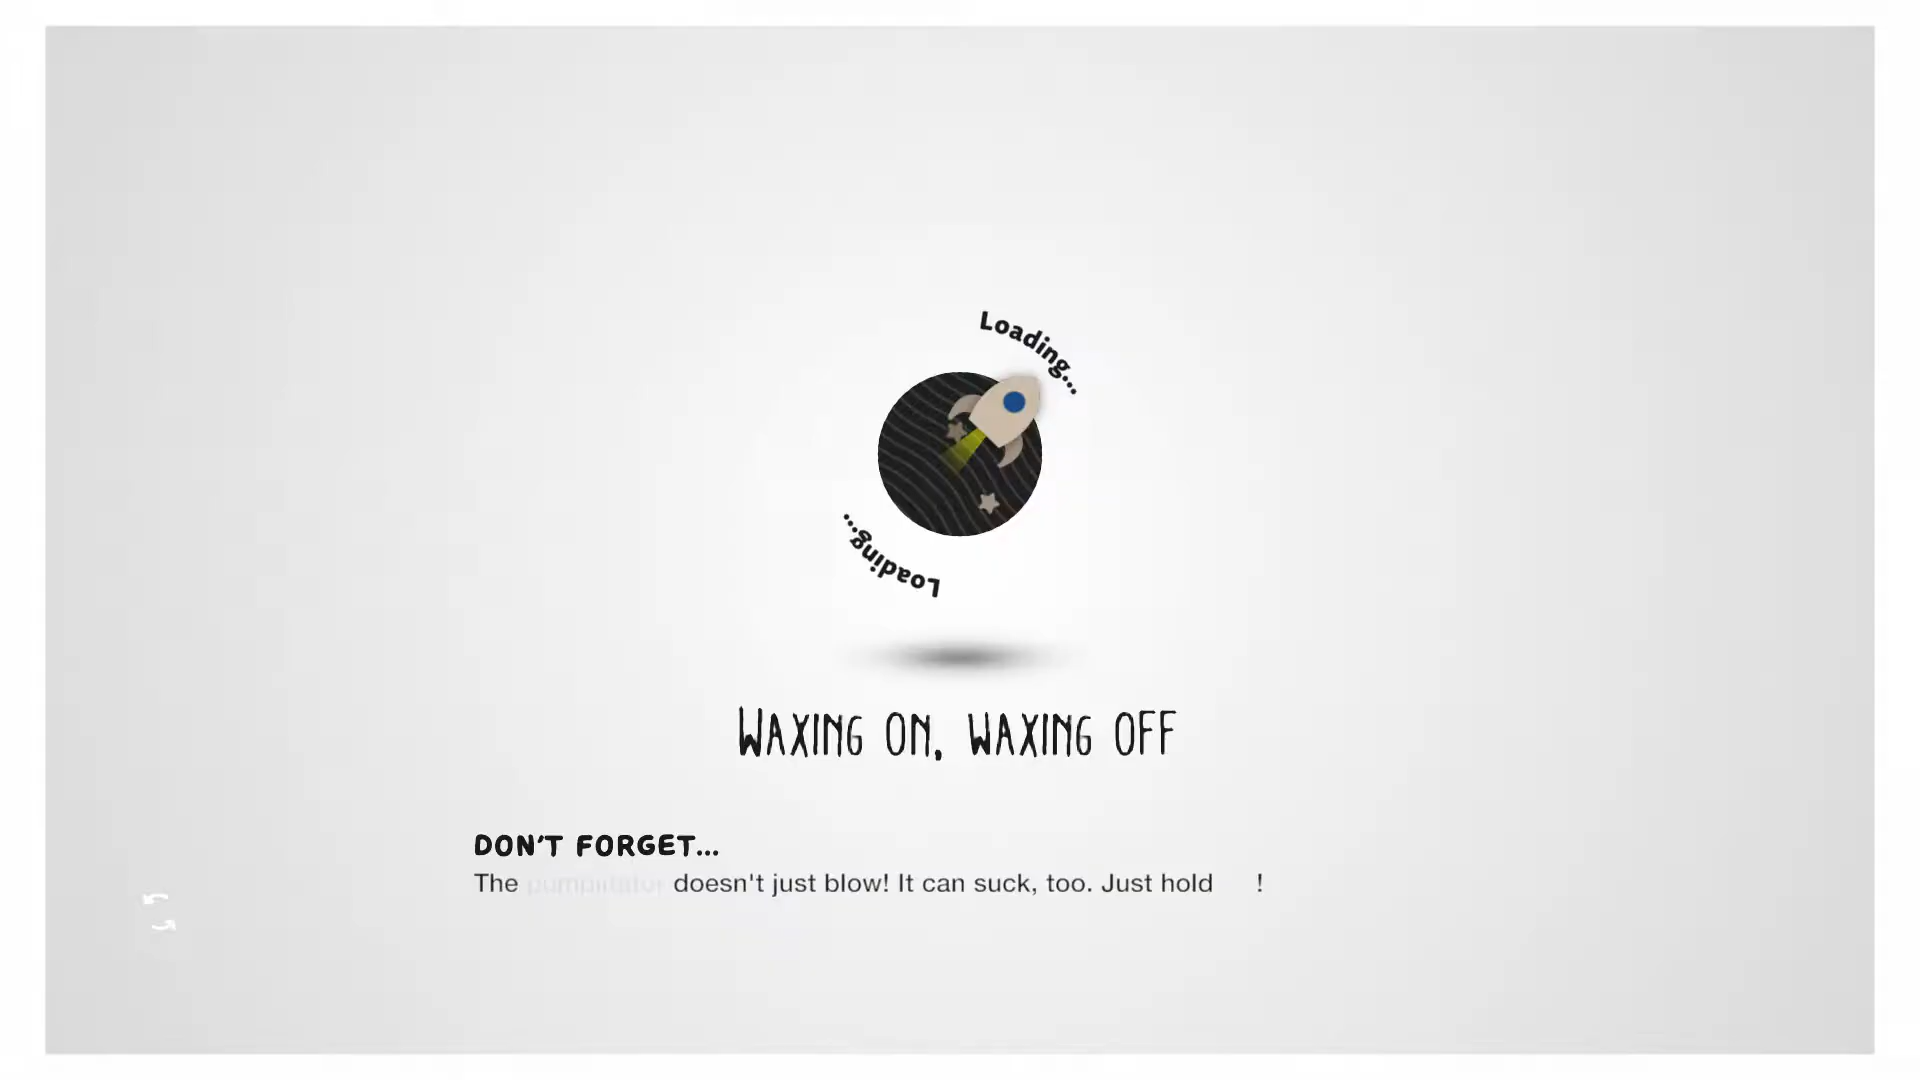 Loading...
Loading...
WAXING ON, WAXING OFF
DON'T FORGET...
The doesn't just blow! It can suck, too. Just hold !